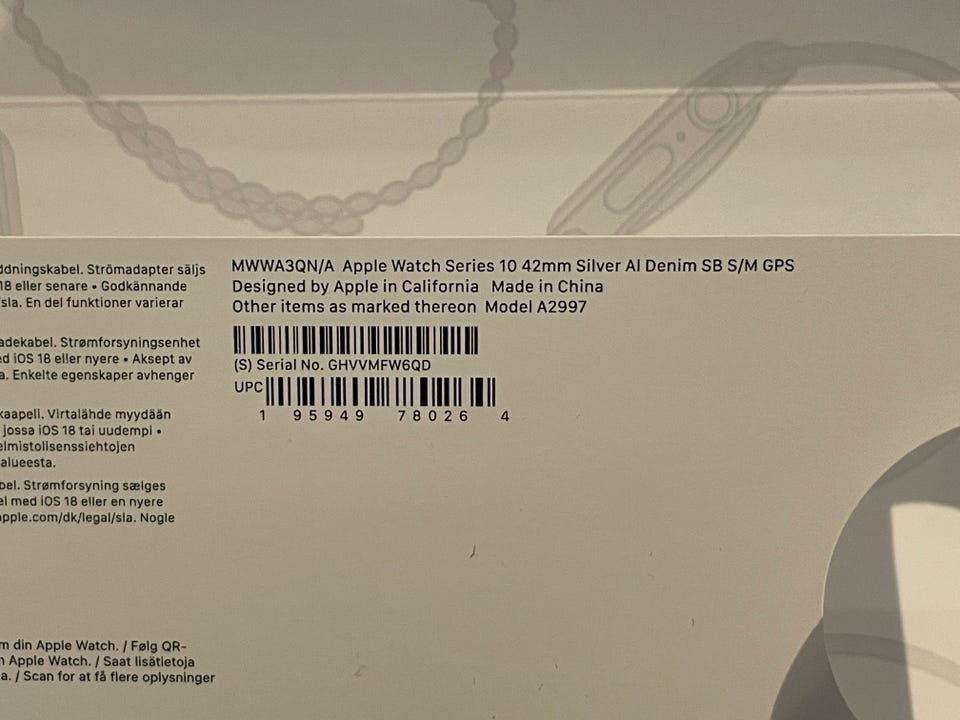 ddningskabel. Strömadapter säljs
18 eller senare • Godkännande
sla. En del funktioner varierar
adekabel. Strømforsyningsenhet
ed iOS 18 eller nyere • Aksept av
a. Enkelte egenskaper avhenger
kaapeli. Virtalähde myydään
jossa iOS 18 tai uudempi •
elmistolisenssiehtojen
alueesta.
bel. Strømforsyning sælges
el med iOS 18 eller en nyere
apple.com/dk/legal/sla. Nogle
m din Apple Watch. / Følg QR-
n Apple Watch. / Saat lisätietoja
a. / Scan for at få flere oplysninger
MWWA3QN/A Apple Watch Series 10 42mm Silver Al Denim SB S/M GPS
Designed by Apple in California Made in China
Other items as marked thereon Model A2997
(S) Serial No. GHVVMFW6QD
UPC
1 95949 78026 4